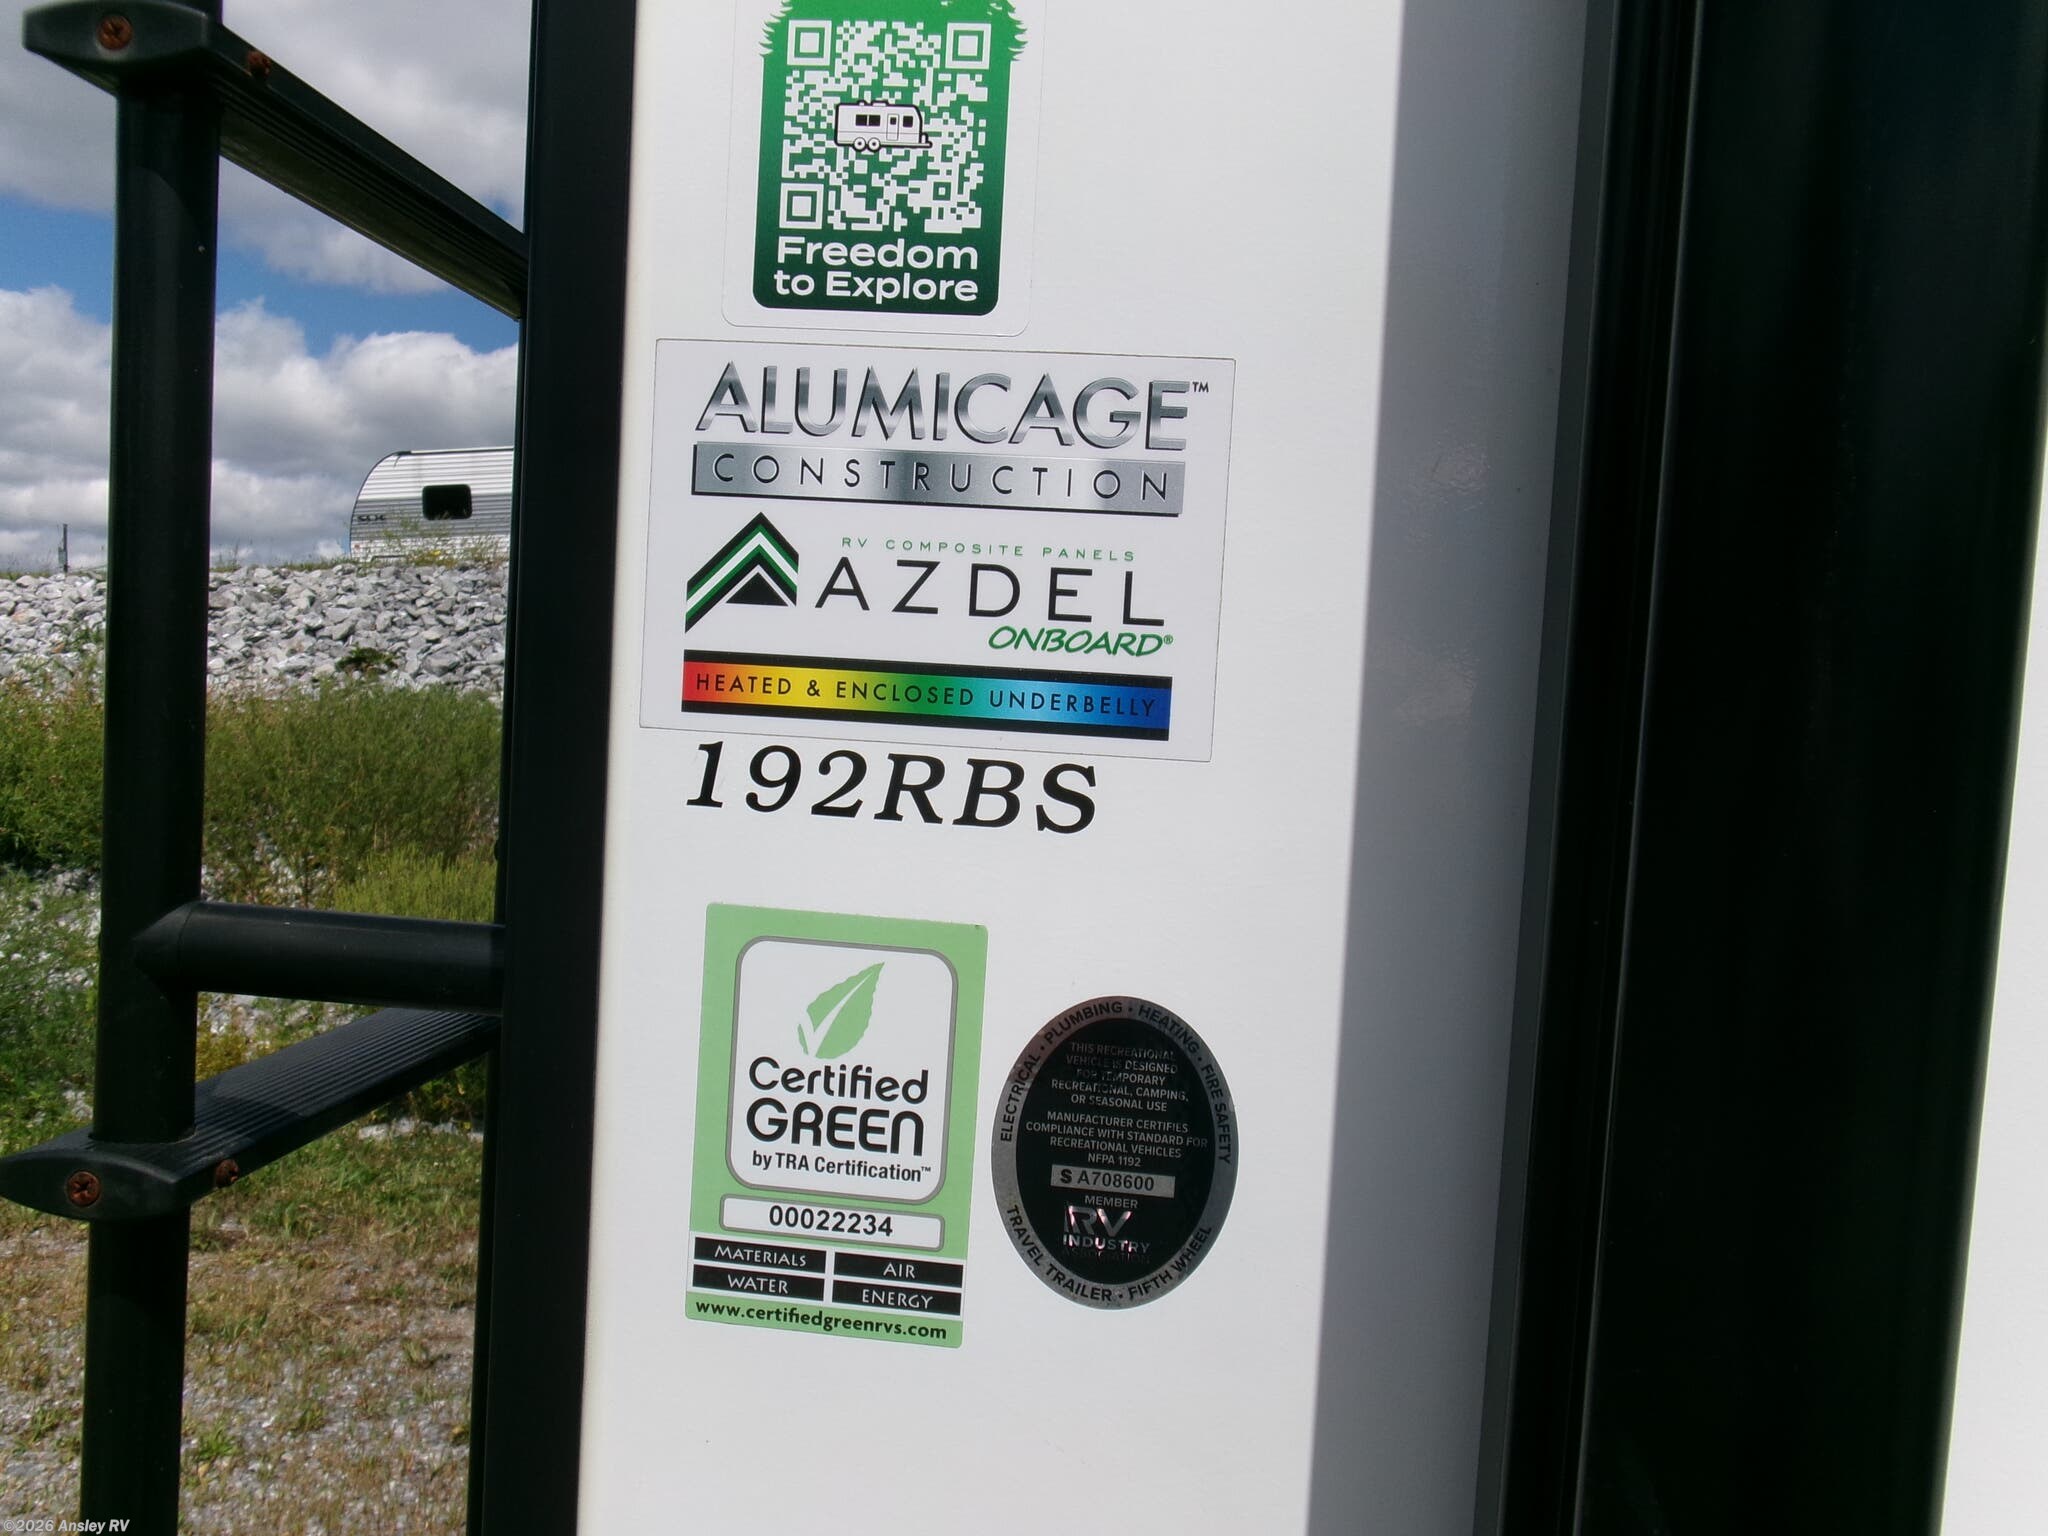 Freedom
to Explore
ALUMICAGE™
CONSTRUCTION
RV COMPOSITE PANELS
AZDEL
ONBOARD®
HEATED & ENCLOSED UNDERBELLY
192RBS
Certified
GREEN
by TRA Certification™
00022234
MATERIALS
AIR
WATER
ENERGY
www.certifiedgreenrvs.com
ELECTRICAL · PLUMBING · HEATING · FIRE SAFETY
THIS RECREATIONAL
VEHICLE IS DESIGNED
FOR TEMPORARY
RECREATIONAL, CAMPING,
OR SEASONAL USE
MANUFACTURER CERTIFIES
COMPLIANCE WITH STANDARD FOR
RECREATIONAL VEHICLES
NFPA 1192
S A708600
MEMBER
RV
INDUSTRY
ASSOCIATION
TRAVEL TRAILER · FIFTH WHEEL
©2026 Ansley RV